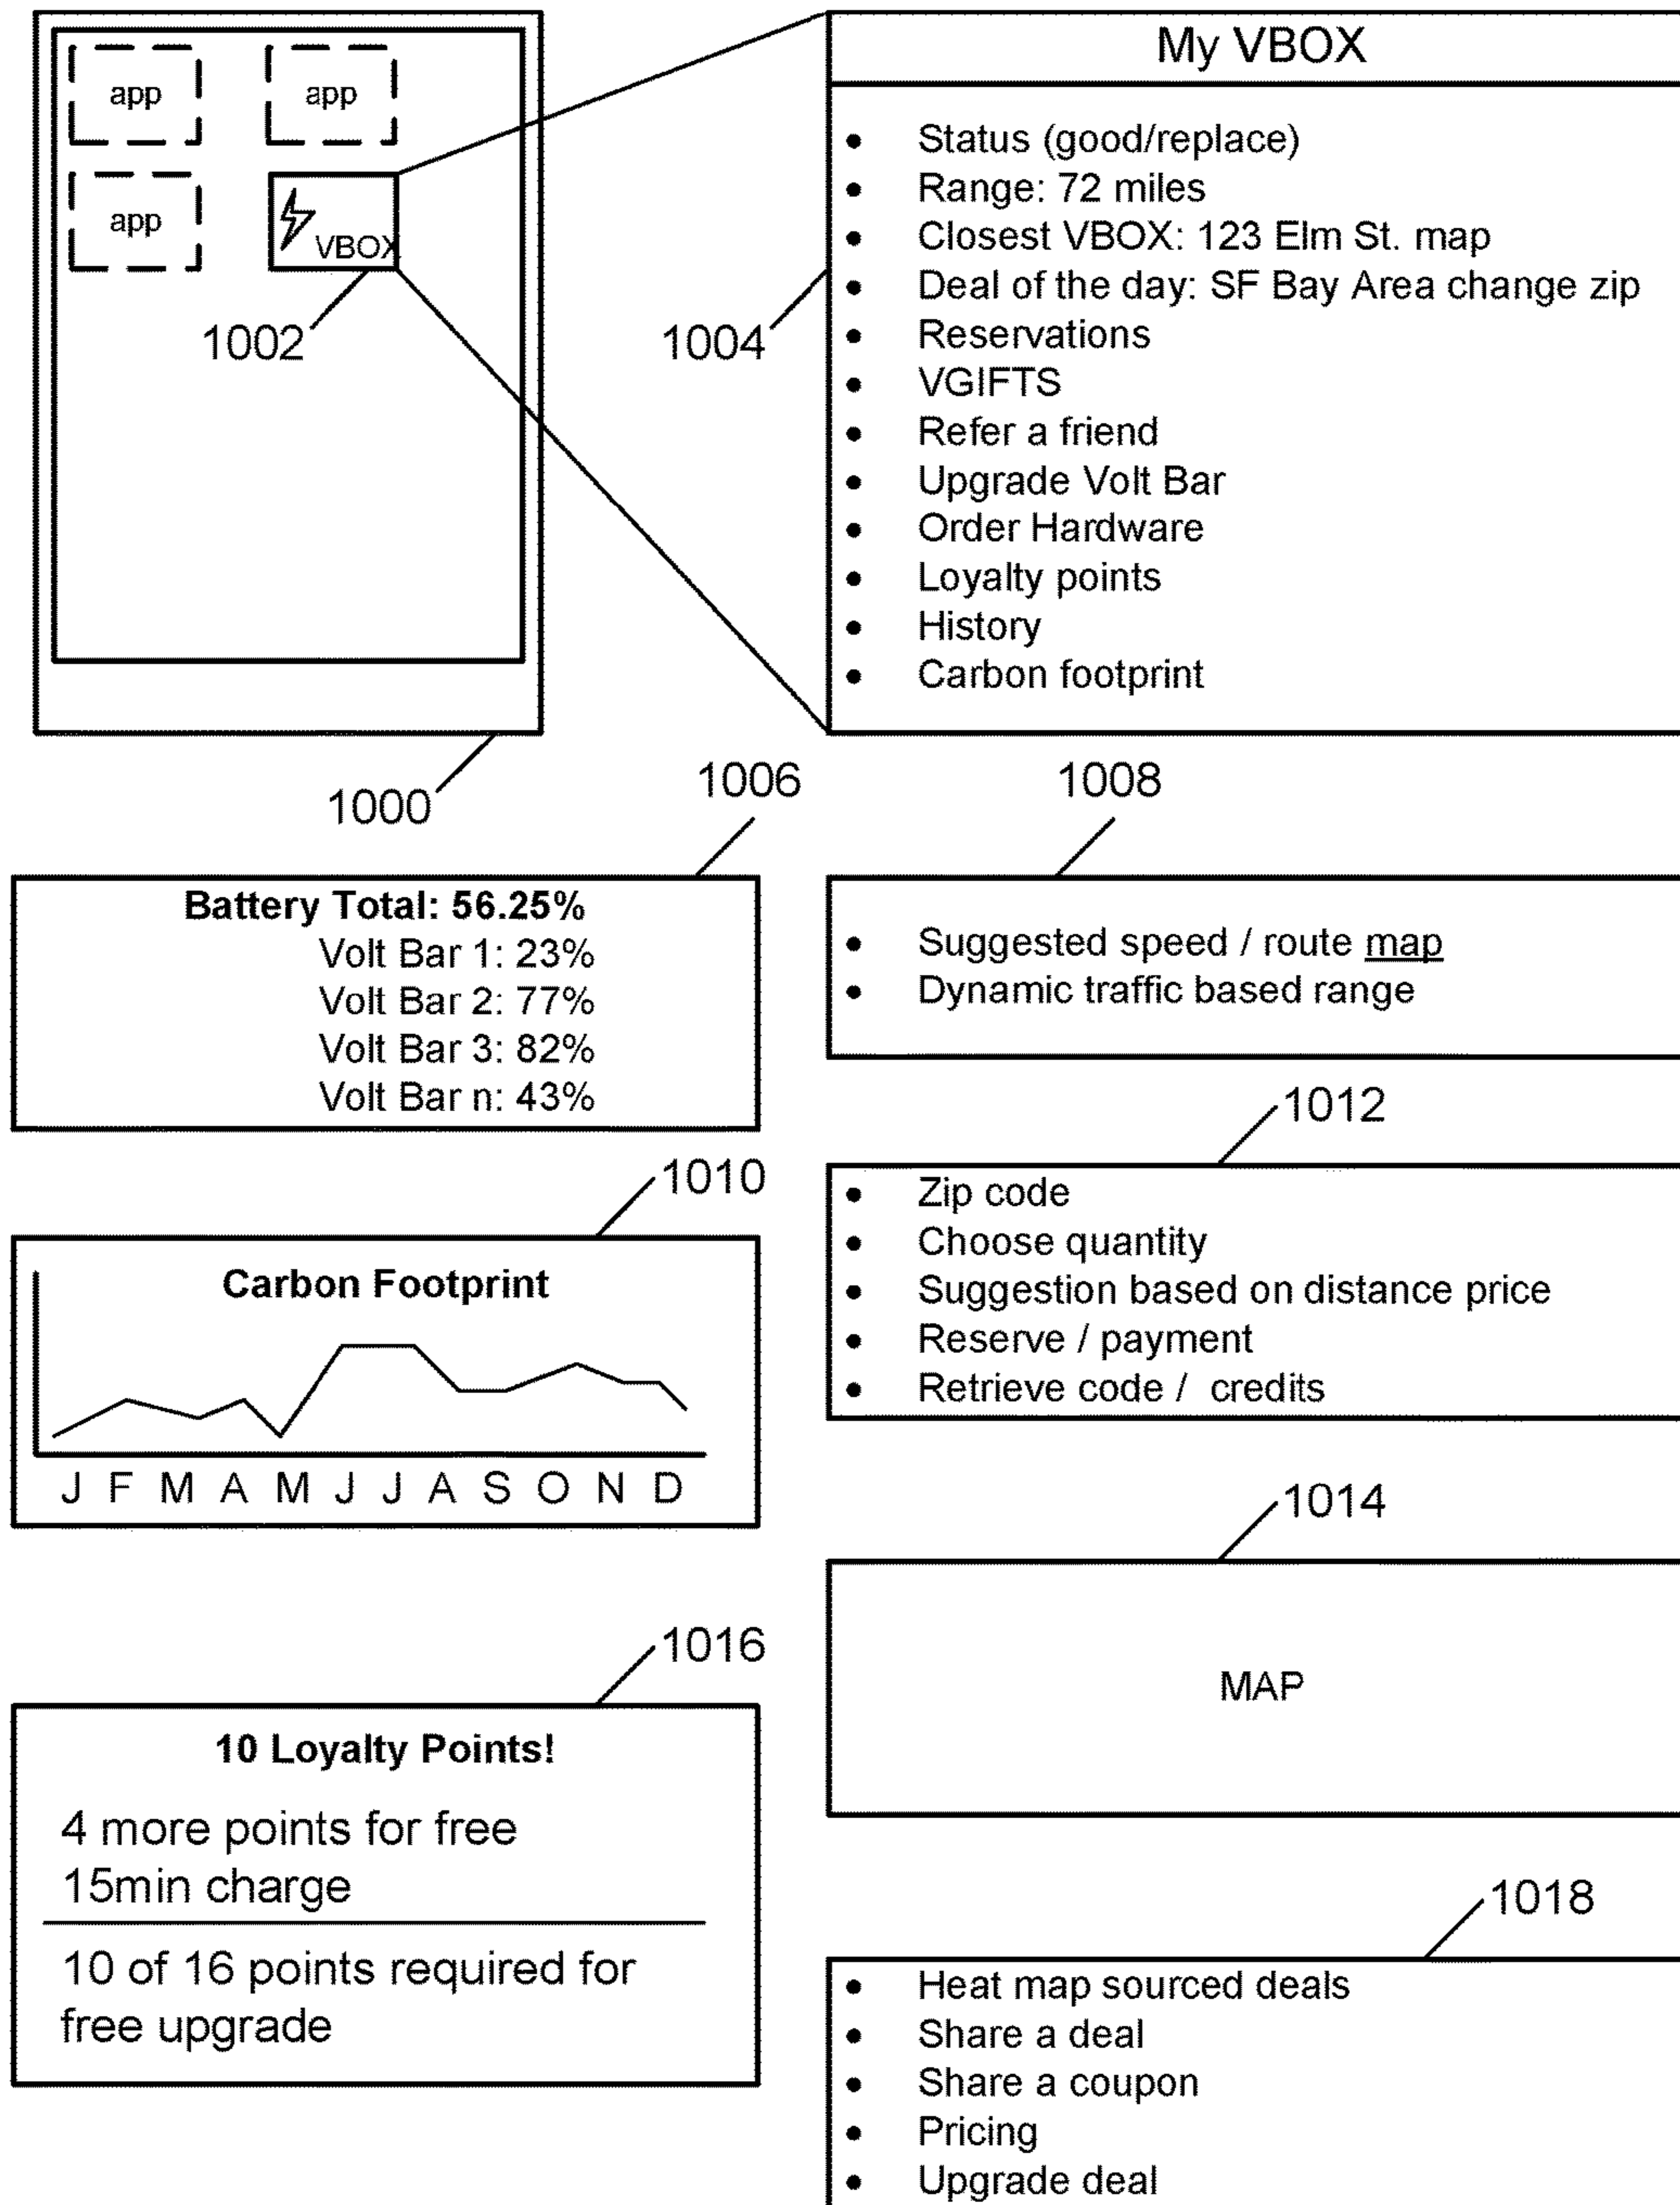 app
app
app
VBOX
1002
1000
My VBOX
• Status (good/replace)
• Range: 72 miles
• Closest VBOX: 123 Elm St. map
• Deal of the day: SF Bay Area change zip
• Reservations
• VGIFTS
• Refer a friend
• Upgrade Volt Bar
• Order Hardware
• Loyalty points
• History
• Carbon footprint
1004
1006
Battery Total: 56.25%
Volt Bar 1: 23%
Volt Bar 2: 77%
Volt Bar 3: 82%
Volt Bar n: 43%
1008
• Suggested speed / route map
• Dynamic traffic based range
1010
Carbon Footprint
J F M A M J J A S O N D
1012
• Zip code
• Choose quantity
• Suggestion based on distance price
• Reserve / payment
• Retrieve code / credits
1014
MAP
1016
10 Loyalty Points!
4 more points for free
15min charge
10 of 16 points required for
free upgrade
1018
• Heat map sourced deals
• Share a deal
• Share a coupon
• Pricing
• Upgrade deal